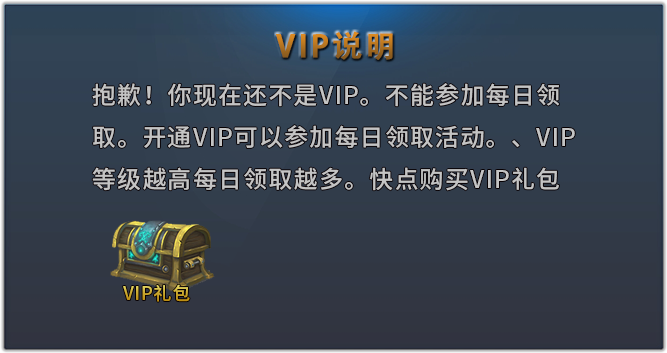 VIP说明
抱歉！你现在还不是VIP。不能参加每日领
取。开通VIP可以参加每日领取活动。、VIP
等级越高每日领取越多。快点购买VIP礼包
VIP礼包